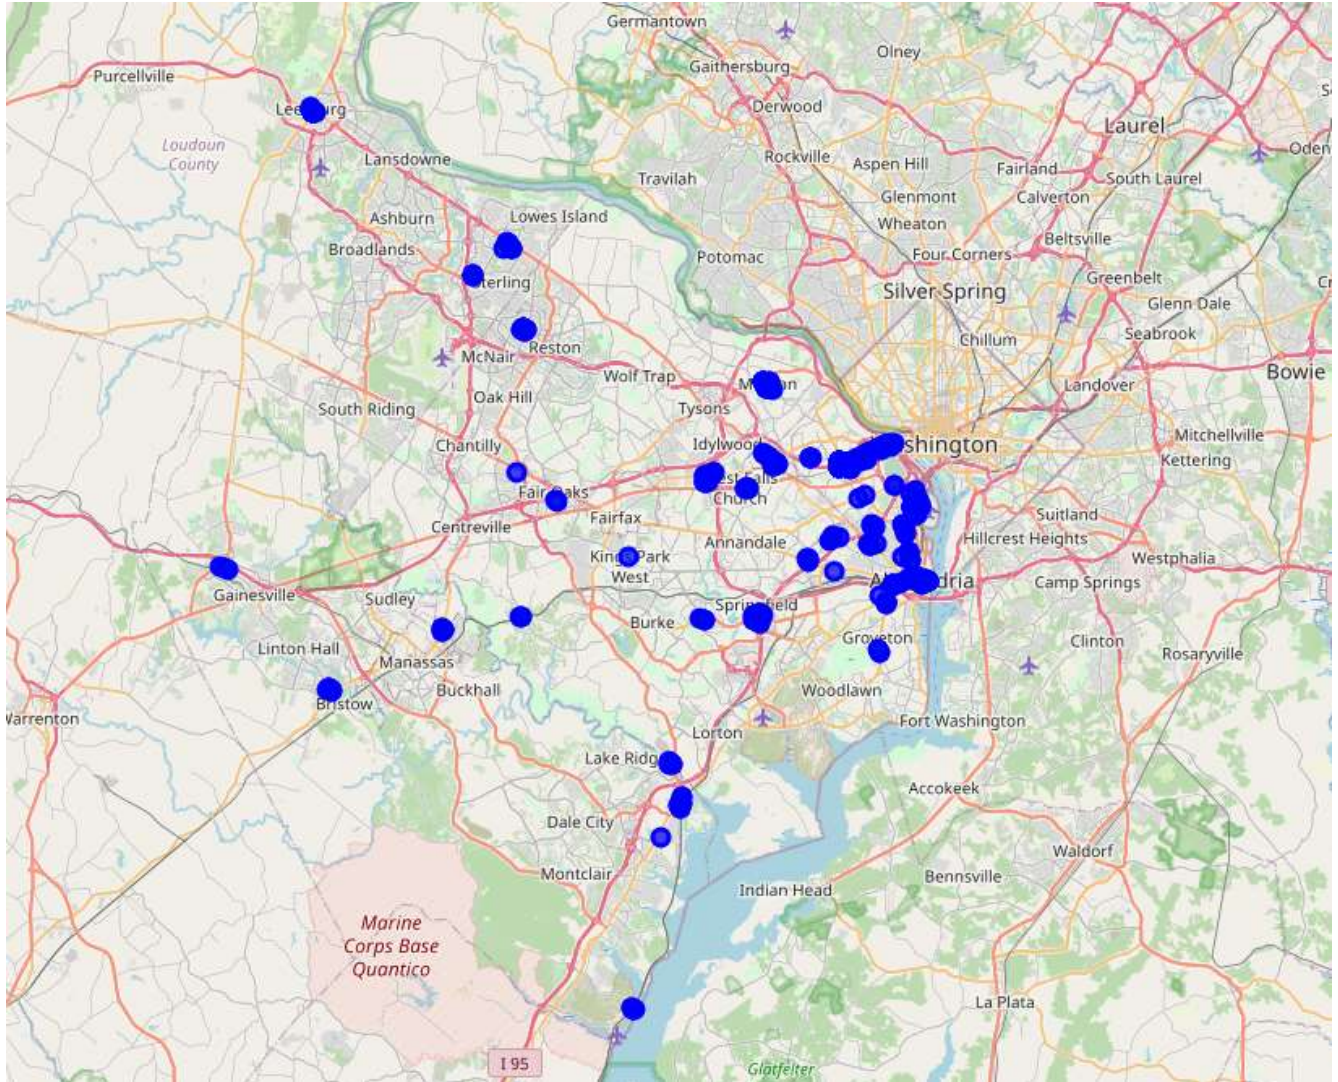 Germantown
Olney
Gaithersburg
Purcellville
Derwood
Laurel
Loudoun
County
Lansdowne
Rockville
Aspen Hill
Fairland
Travilah
South Laurel
Glenmont
Calverton
Ashburn
Lowes Island
Wheaton
Broadlands
Beltsville
Potomac
Four Corners
Greenbelt
Silver Spring
Glenn Dale
Seabrook
Chillum
McNair
Reston
Wolf Trap
Bowie
Landover
Oak Hill
South Riding
Tysons
Chantilly
Idylwood
Mitchellville
Kettering
Church
Fairfax
Centreville
Suitland
Annandale
Hillcrest Heights
West
Westphalia
Camp Springs
Gainesville
Sudley
Burke
Groveton
Clinton
Linton Hall
Manassas
Rosaryville
Buckhall
Woodlawn
Bristow
Warrenton
Fort Washington
Lorton
Accokeek
Dale City
Waldorf
Montclair
Bennsville
Indian Head
Marine
Corps Base
Quantico
La Plata
I 95
Glatfelter